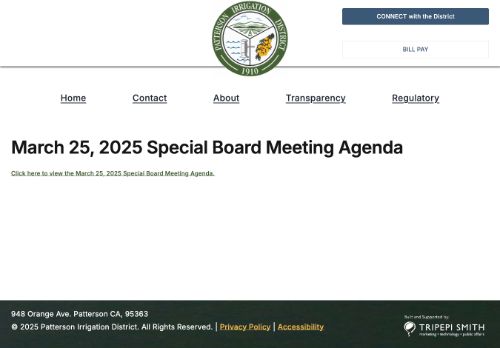 PATTERSON IRRIGATION DISTRICT
1910
CONNECT with the District
BILL PAY
Home Contact About Transparency Regulatory
March 25, 2025 Special Board Meeting Agenda
Click here to view the March 25, 2025 Special Board Meeting Agenda.
948 Orange Ave. Patterson CA, 95363
© 2025 Patterson Irrigation District. All Rights Reserved. | Privacy Policy | Accessibility
Built and Supported by:
TRIPEPI SMITH
marketing • technology • public affairs